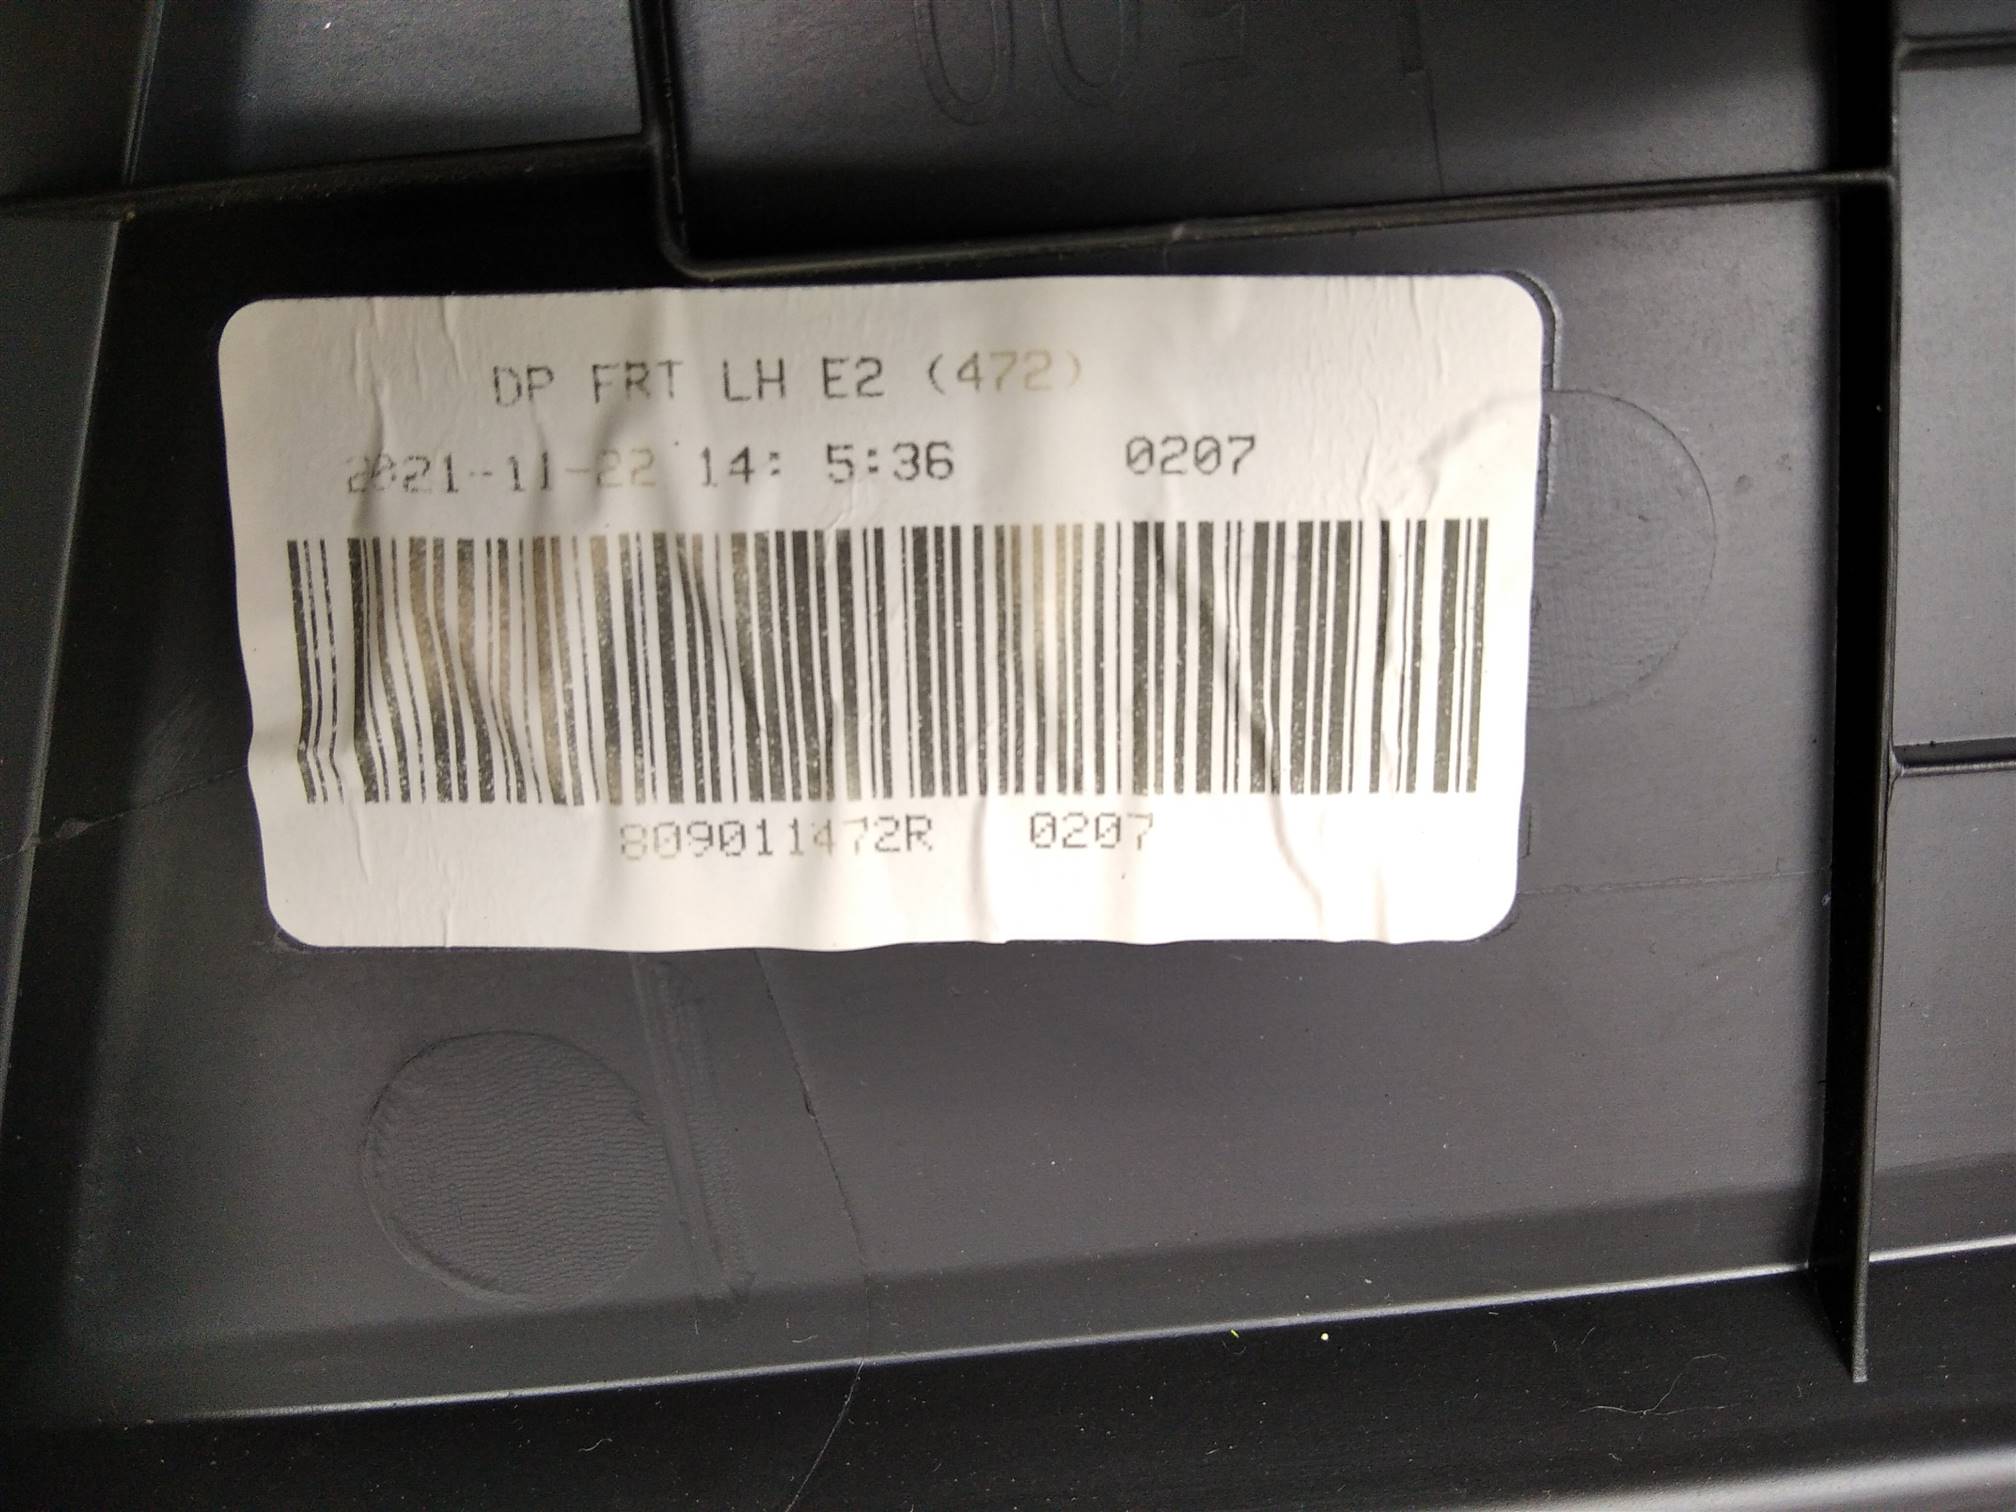 DP FRT LH E2 (472)
2021-11-22 14: 5:36 0207
809011472R 0207